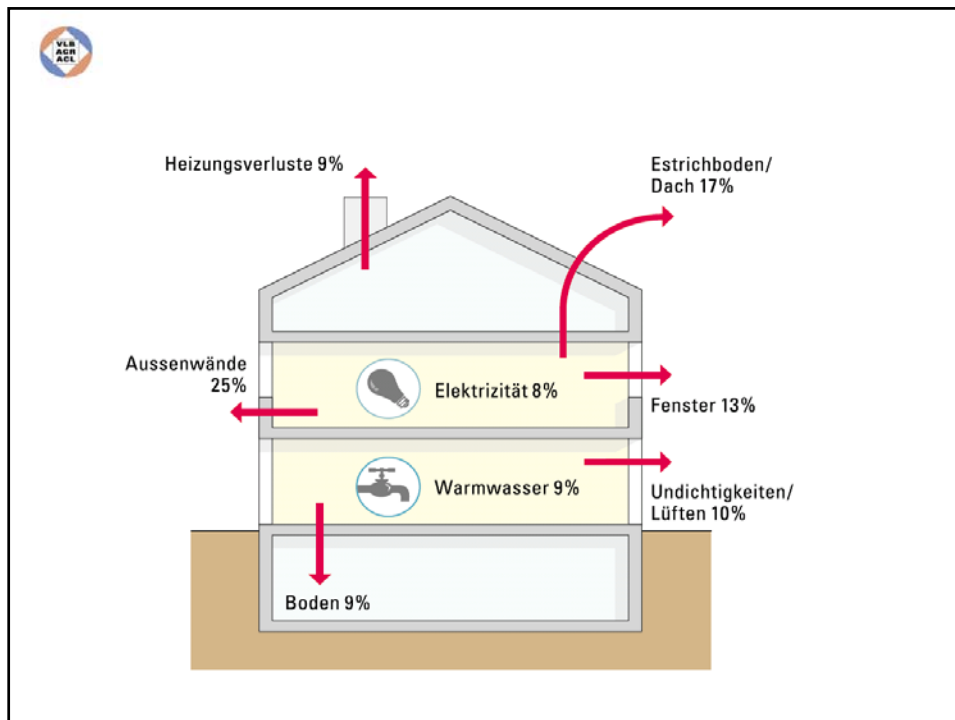 VLB
ACR
ACL
Heizungsverluste 9%
Estrichboden/
Dach 17%
Aussenwände
25%
Elektrizität 8%
Fenster 13%
Warmwasser 9%
Undichtigkeiten/
Lüften 10%
Boden 9%